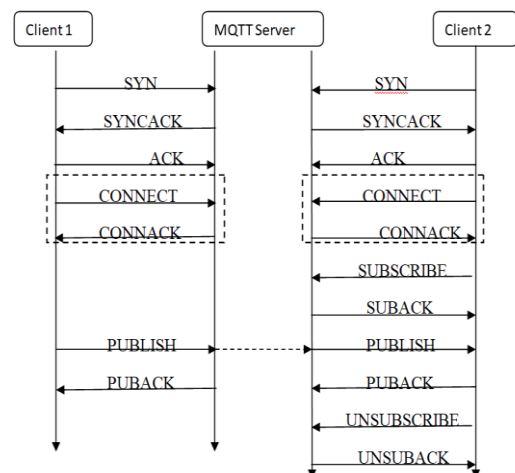 Client 1
MQTT Server
Client 2
SYN
SYN
SYNCACK
SYNCACK
ACK
ACK
CONNECT
CONNECT
CONNACK
CONNACK
SUBSCRIBE
SUBACK
PUBLISH
PUBLISH
PUBACK
PUBACK
UNSUBSCRIBE
UNSUBACK